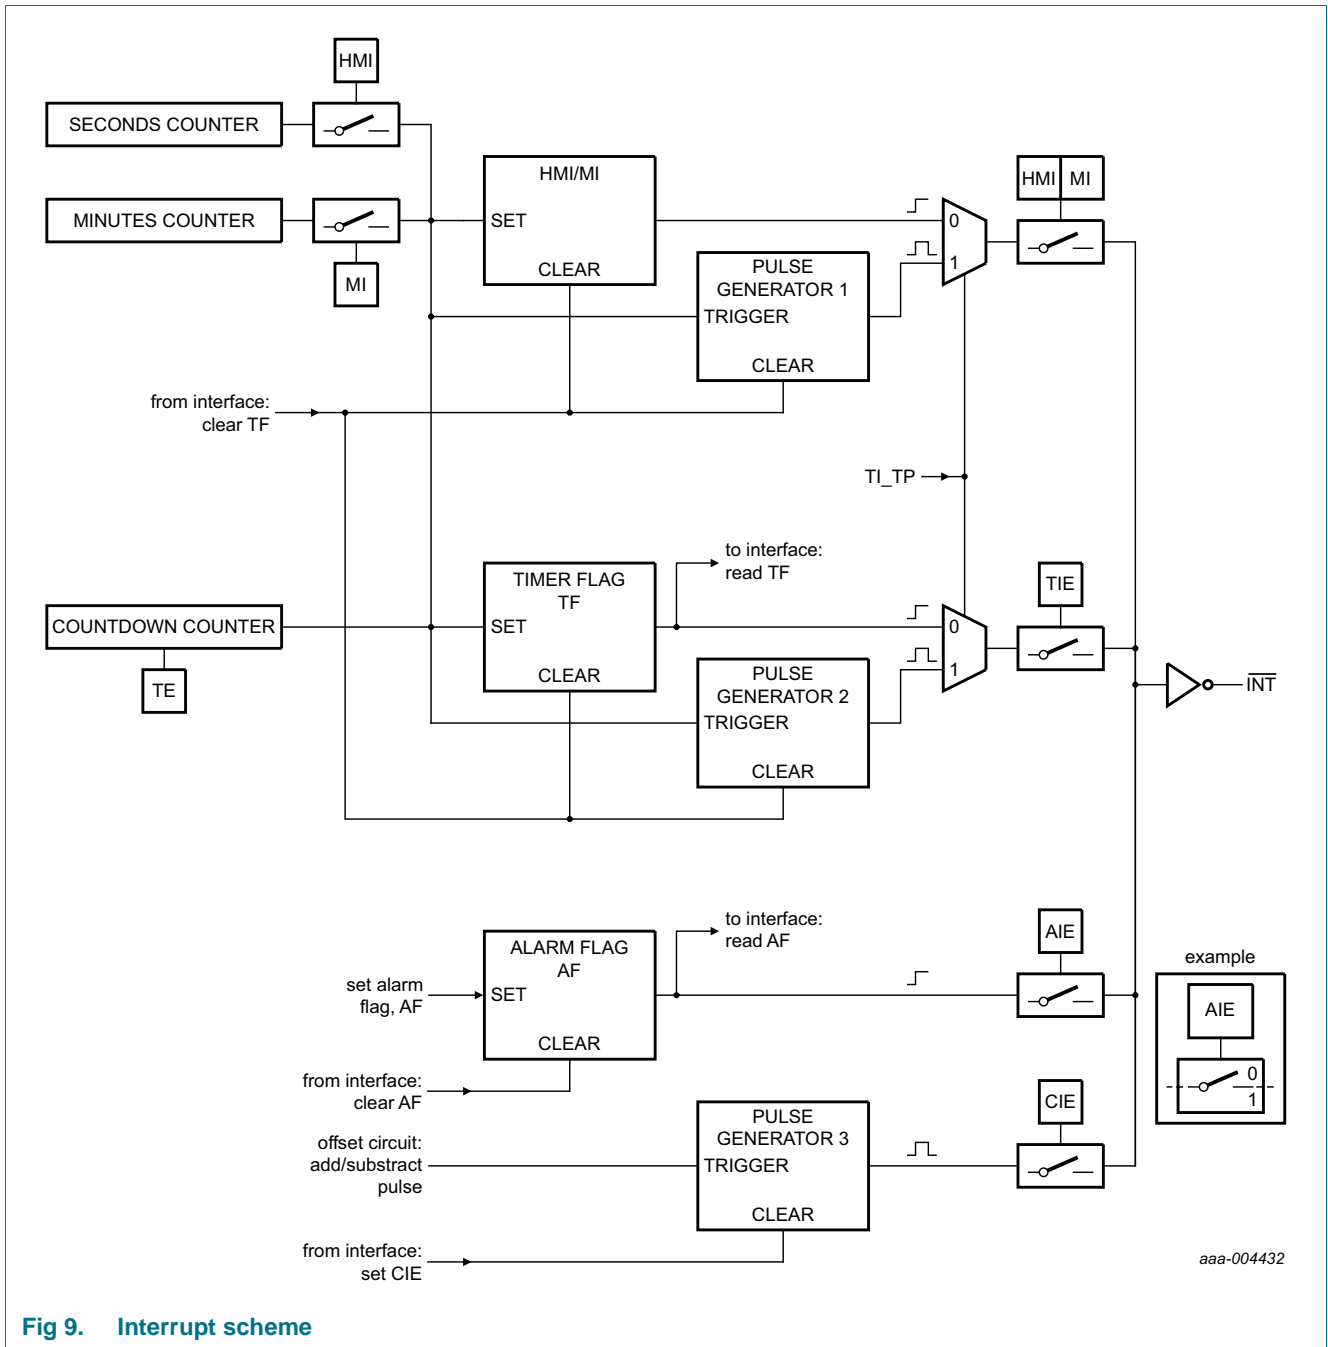 HMI
SECONDS COUNTER
MINUTES COUNTER
MI
HMI/MI
SET
CLEAR
PULSE
GENERATOR 1
TRIGGER
CLEAR
0
1
HMI MI
from interface:
clear TF
TI_TP
to interface:
read TF
TIMER FLAG
TF
SET
CLEAR
COUNTDOWN COUNTER
TE
PULSE
GENERATOR 2
TRIGGER
CLEAR
0
1
TIE
INT
to interface:
read AF
ALARM FLAG
AF
SET
CLEAR
set alarm
flag, AF
from interface:
clear AF
AIE
example
AIE
0
1
offset circuit:
add/substract
pulse
PULSE
GENERATOR 3
TRIGGER
CLEAR
CIE
from interface:
set CIE
aaa-004432
Fig 9. Interrupt scheme